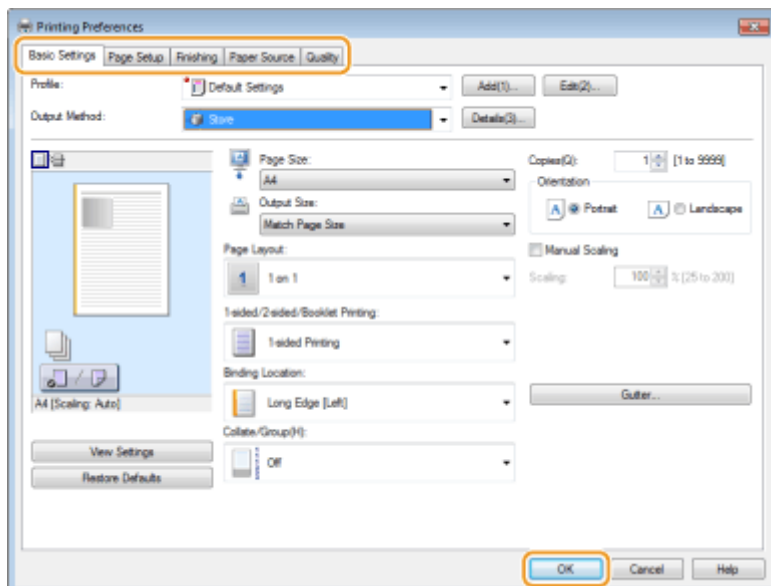 Printing Preferences
Basic Settings Page Setup Finishing Paper Source Quality
Profile: Default Settings Add(1)... Edit(2)...
Output Method: Store Details(3)...
Page Size: Copies(Q): 1 [1 to 9999]
A4 Orientation
Output Size: A Portrait A Landscape
Match Page Size
Page Layout: Manual Scaling
1 1 on 1 Scaling: 100 % [25 to 200]
1-sided/2-sided/Booklet Printing:
1-sided Printing
Binding Location:
A4 [Scaling: Auto] Long Edge [Left] Gutter...
Collate/Group(H):
View Settings Off
Restore Defaults
OK Cancel Help